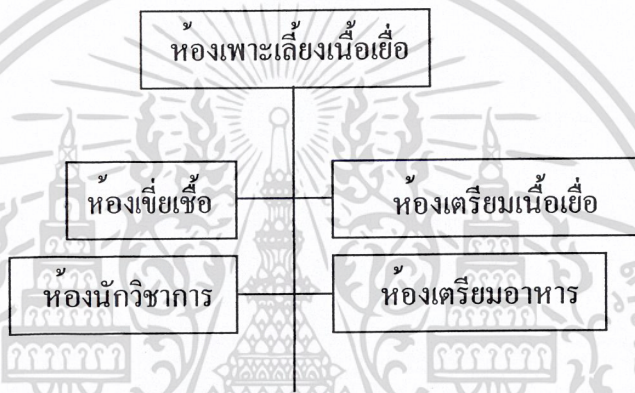 ห้องเพาะเลี้ยงเนื้อเยื่อ
ห้องเขี่ยเชื้อ
ห้องเตรียมเนื้อเยื่อ
ห้องนักวิชาการ
ห้องเตรียมอาหาร